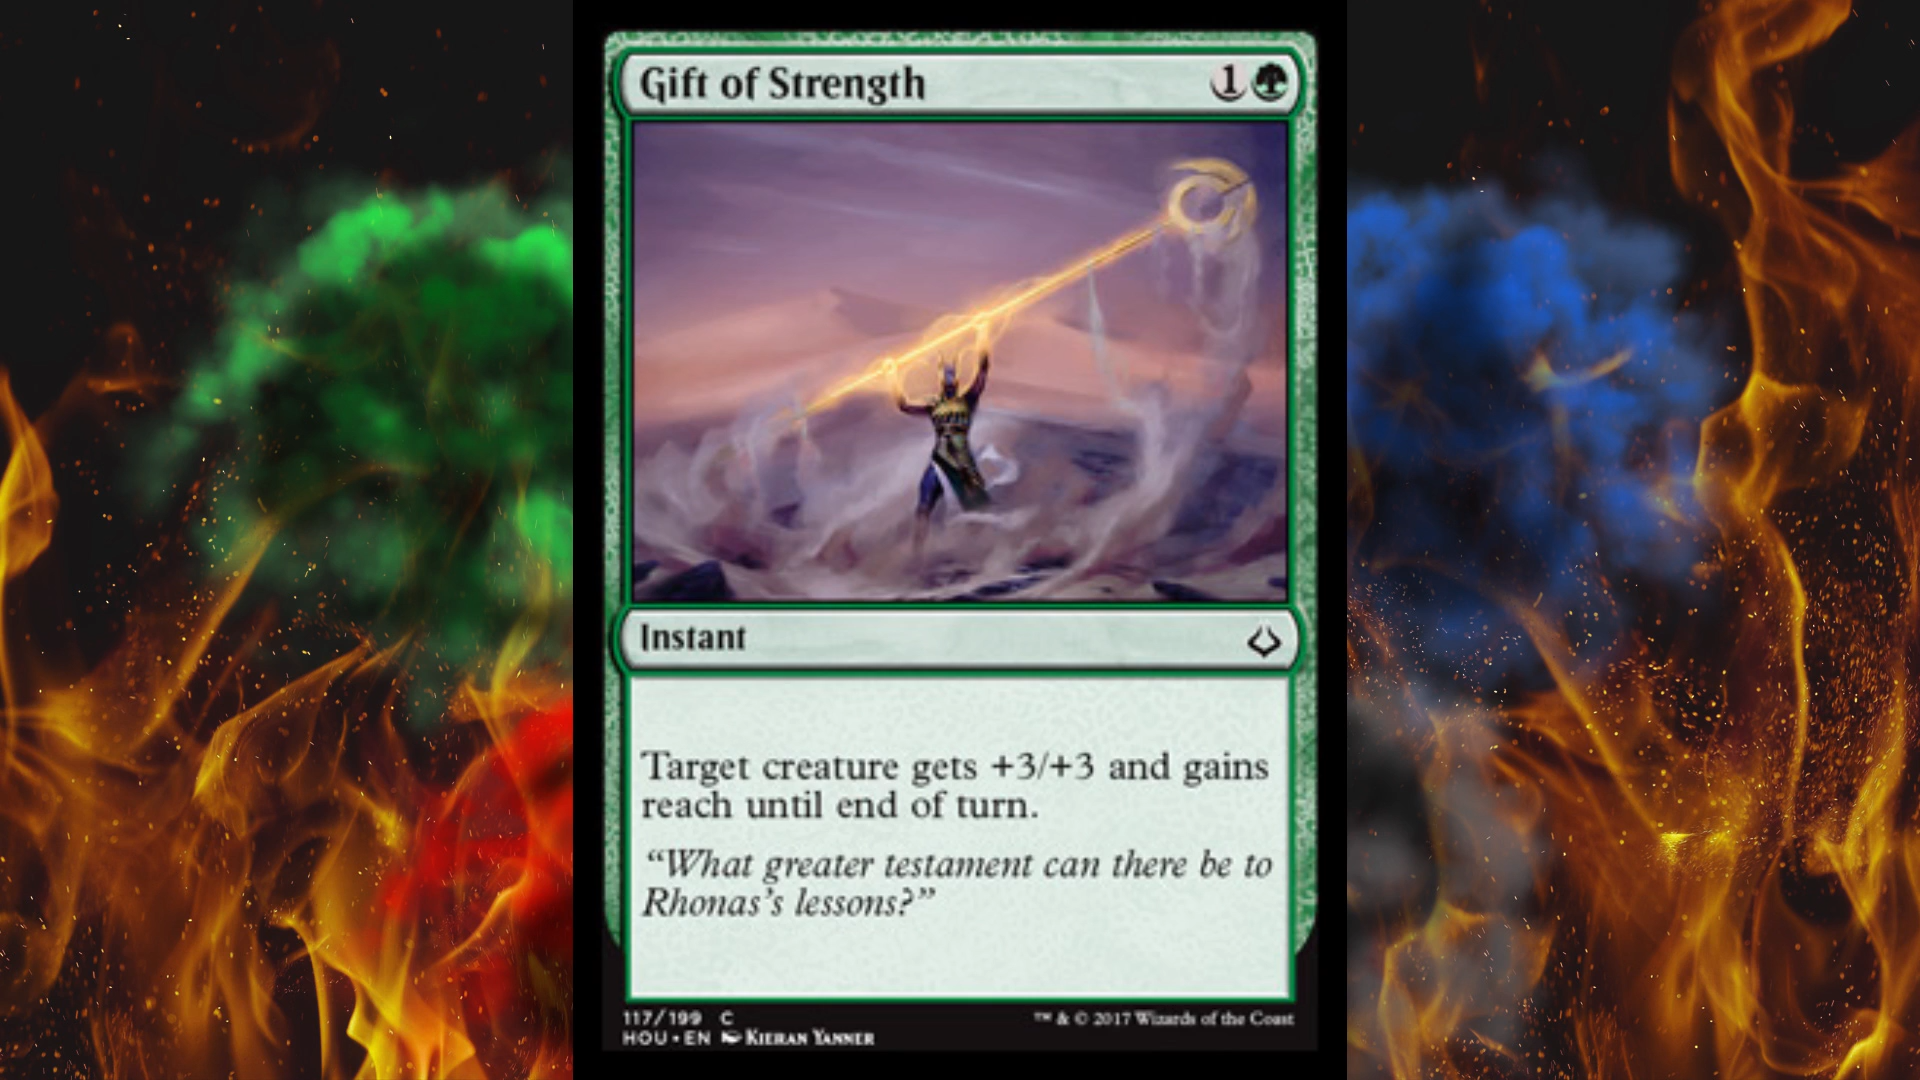 Gift of Strength 1
Instant
Target creature gets +3/+3 and gains
reach until end of turn.
“What greater testament can there be to
Rhonas’s lessons?”
117/199 C
HOU • EN Kieran Yanner
™ & © 2017 Wizards of the Coast